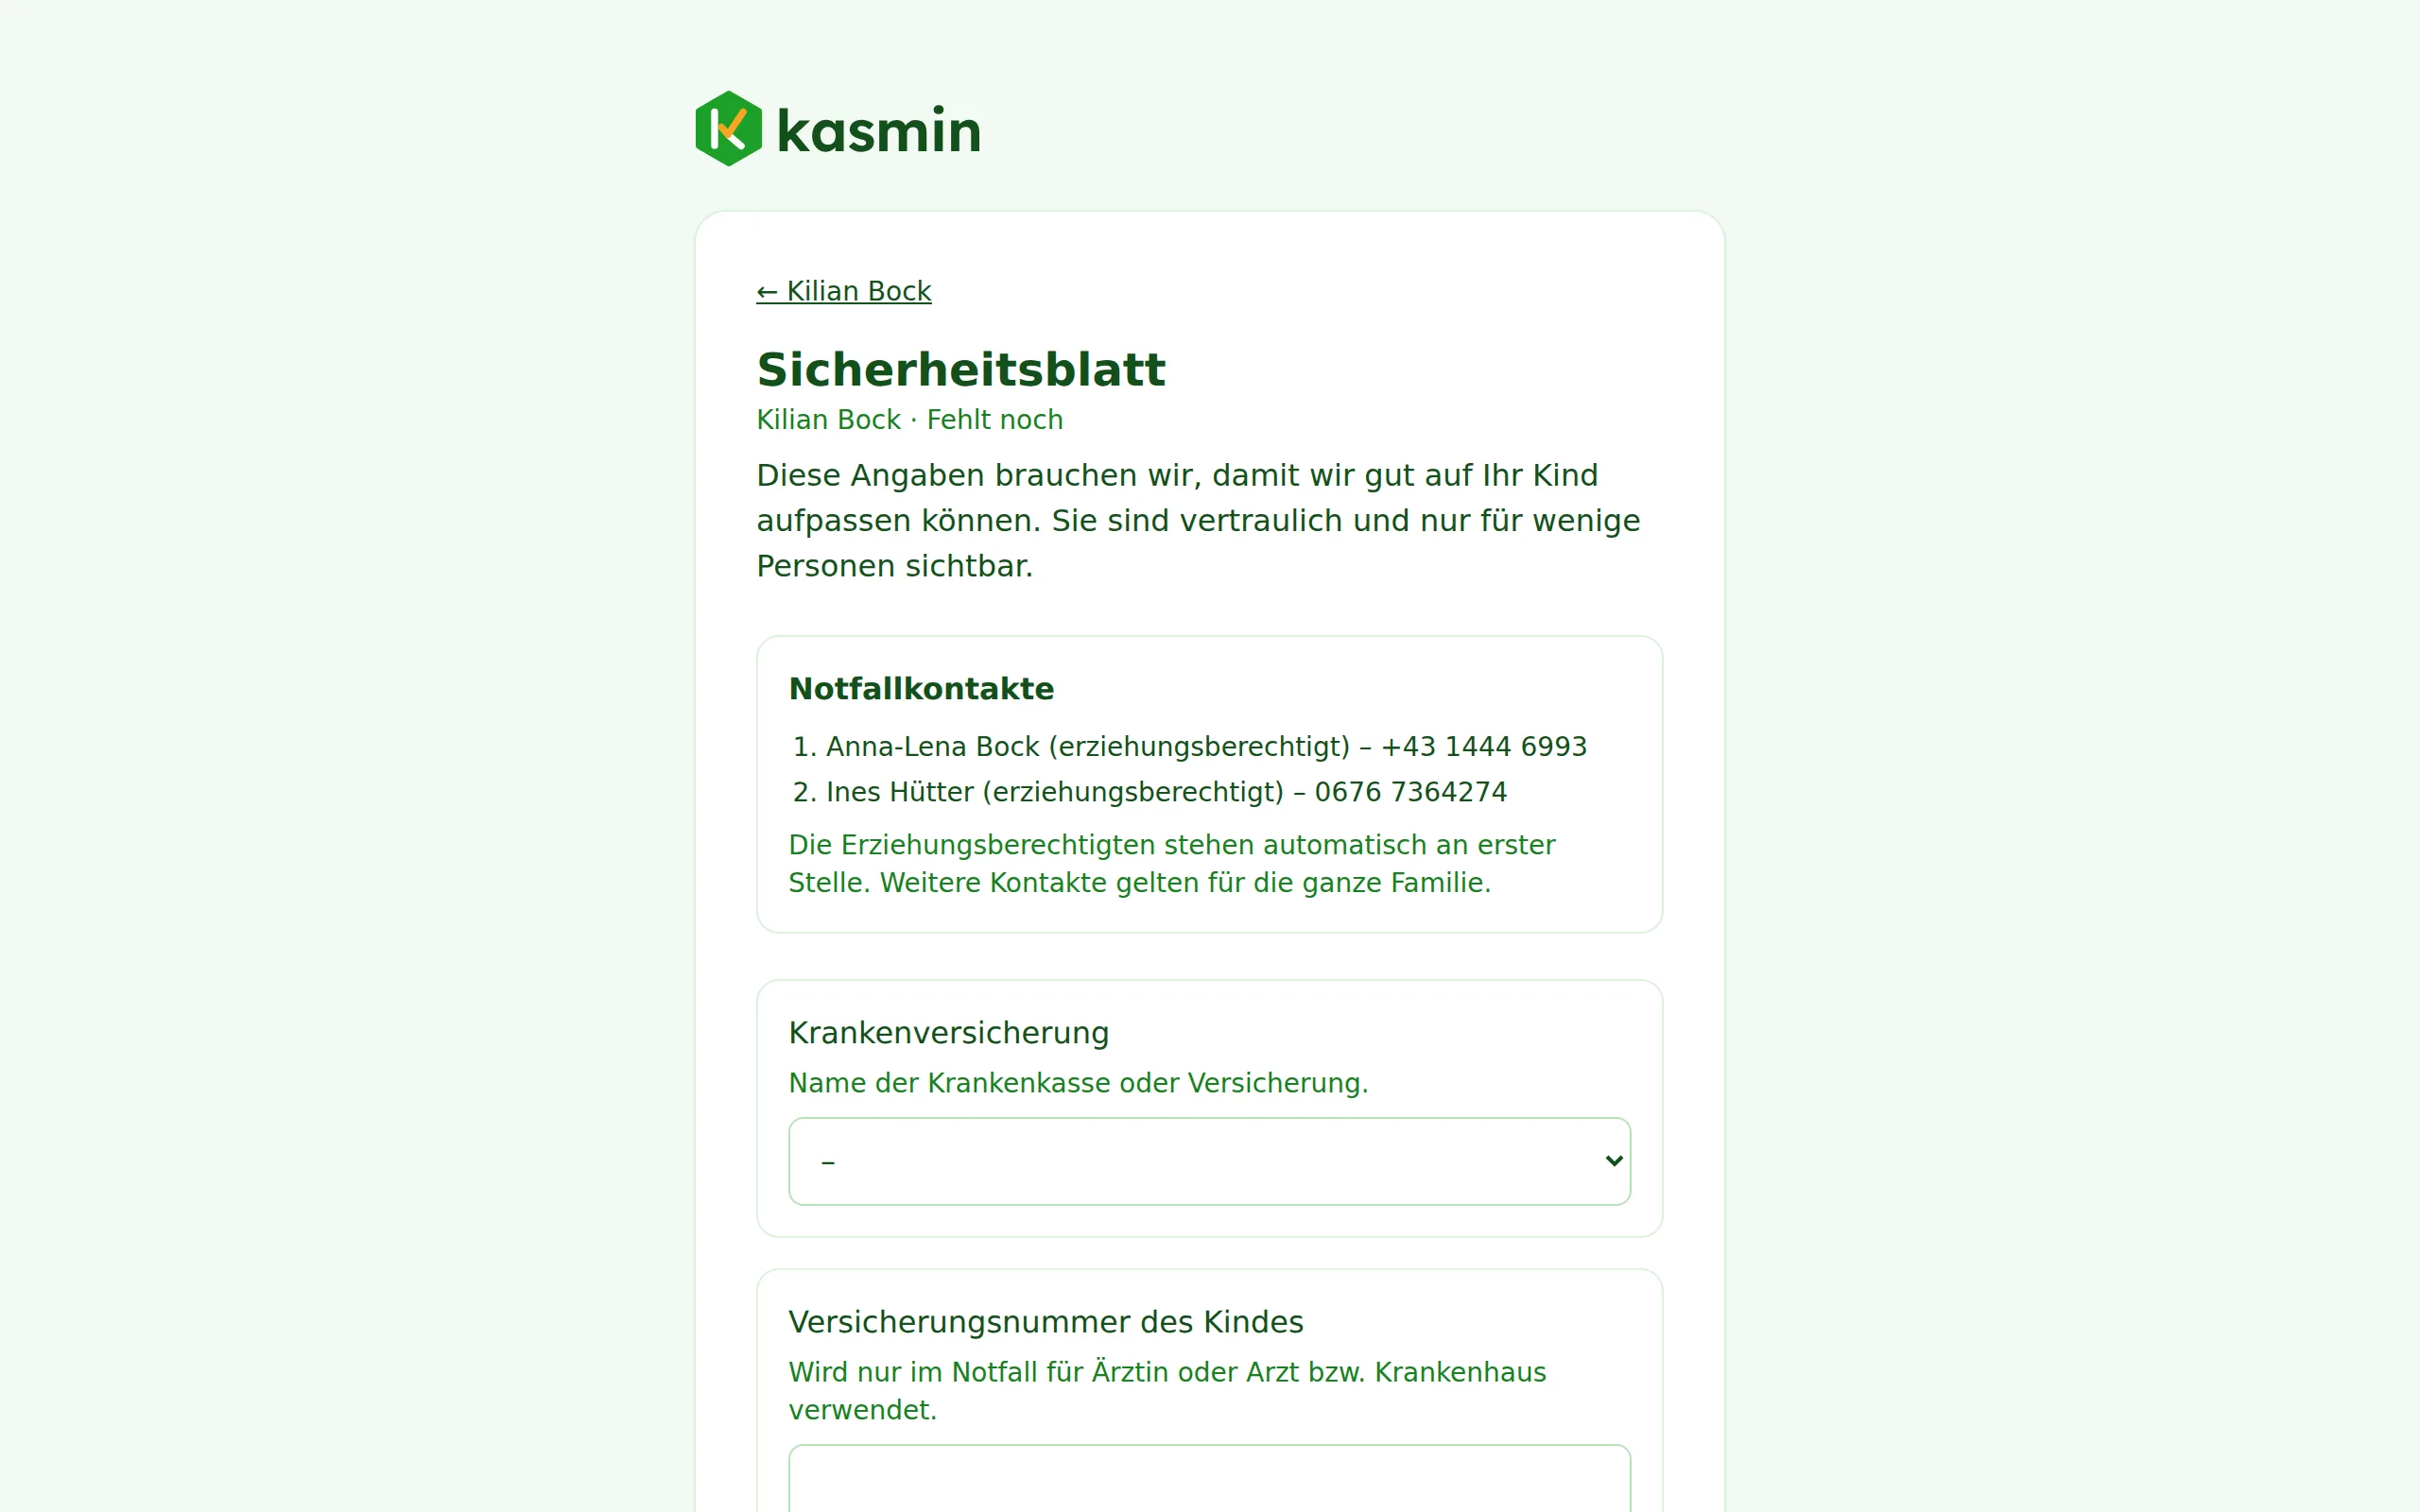 kasmin
← Kilian Bock
Sicherheitsblatt
Kilian Bock · Fehlt noch
Diese Angaben brauchen wir, damit wir gut auf Ihr Kind
aufpassen können. Sie sind vertraulich und nur für wenige
Personen sichtbar.
Notfallkontakte
1. Anna-Lena Bock (erziehungsberechtigt) – +43 1444 6993
2. Ines Hütter (erziehungsberechtigt) – 0676 7364274
Die Erziehungsberechtigten stehen automatisch an erster
Stelle. Weitere Kontakte gelten für die ganze Familie.
Krankenversicherung
Name der Krankenkasse oder Versicherung.
–
Versicherungsnummer des Kindes
Wird nur im Notfall für Ärztin oder Arzt bzw. Krankenhaus
verwendet.